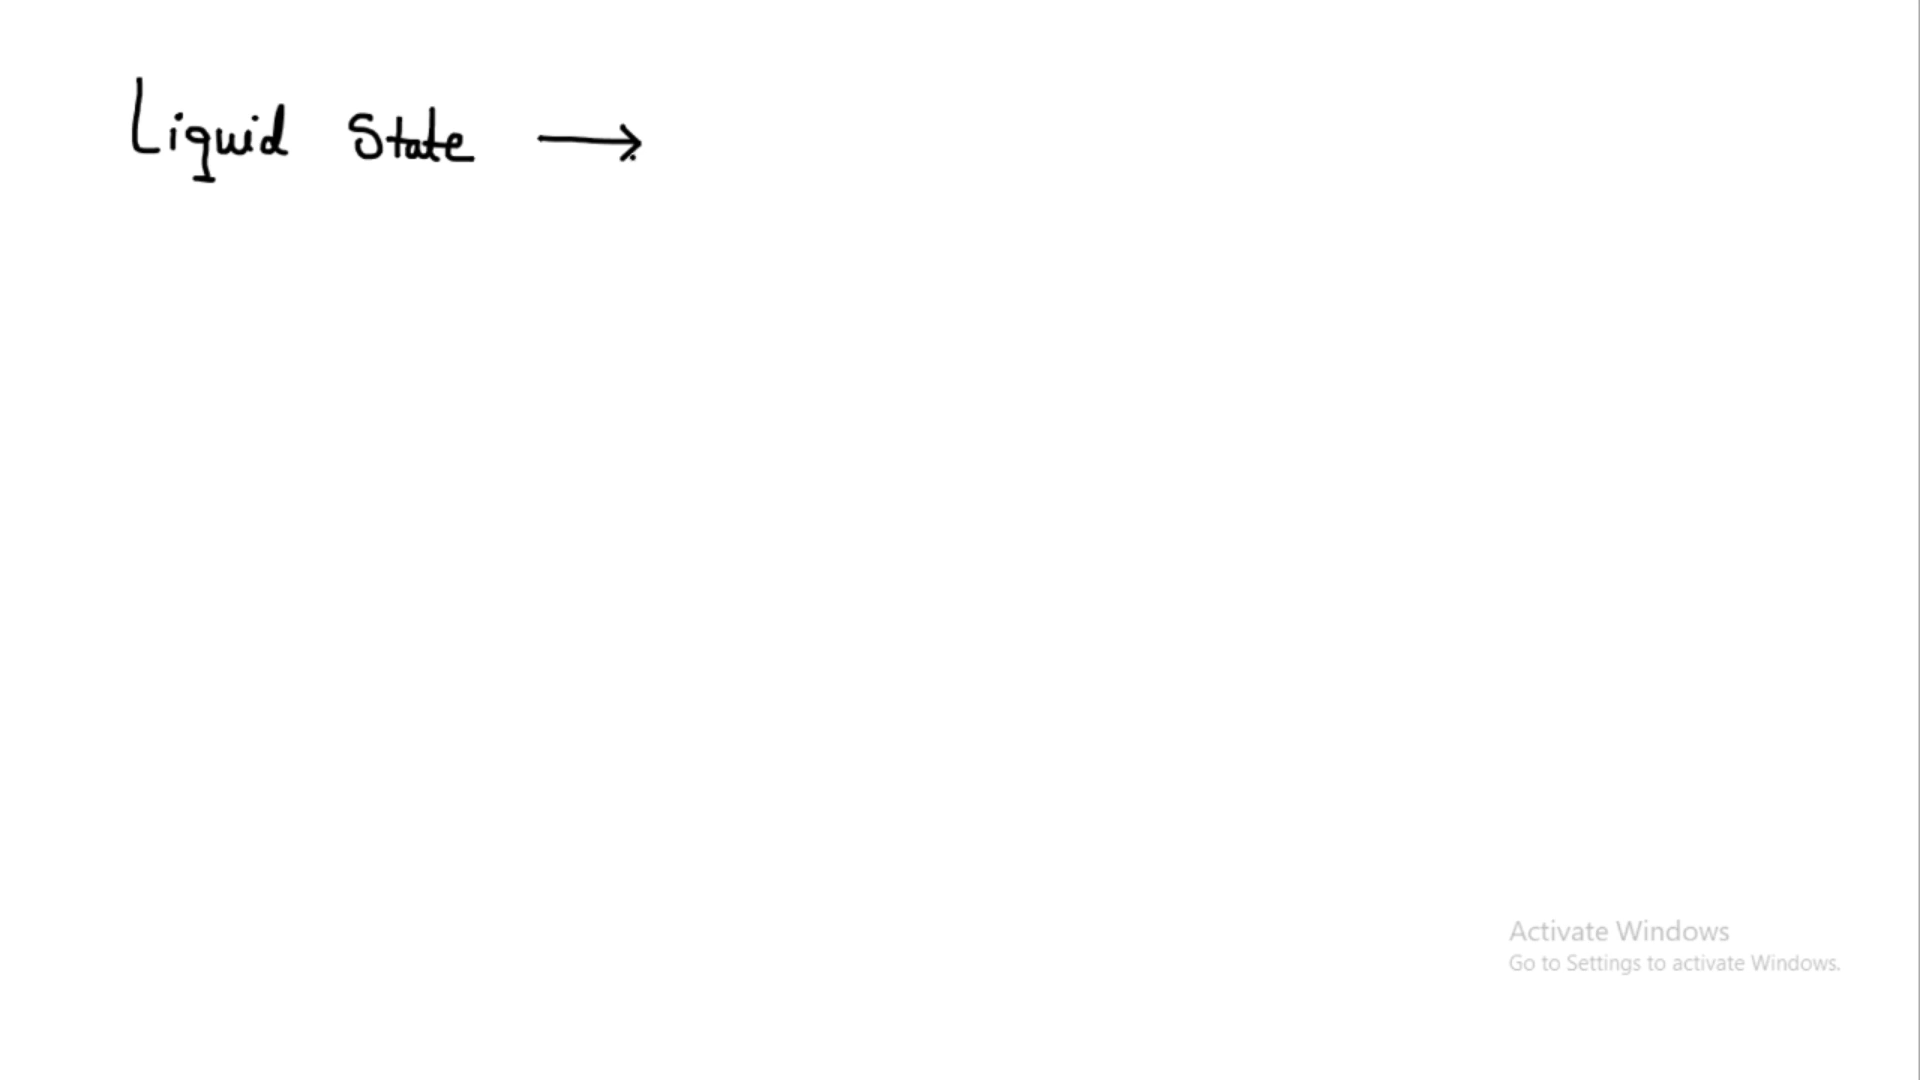 Liquid State →
Activate Windows
Go to Settings to activate Windows.